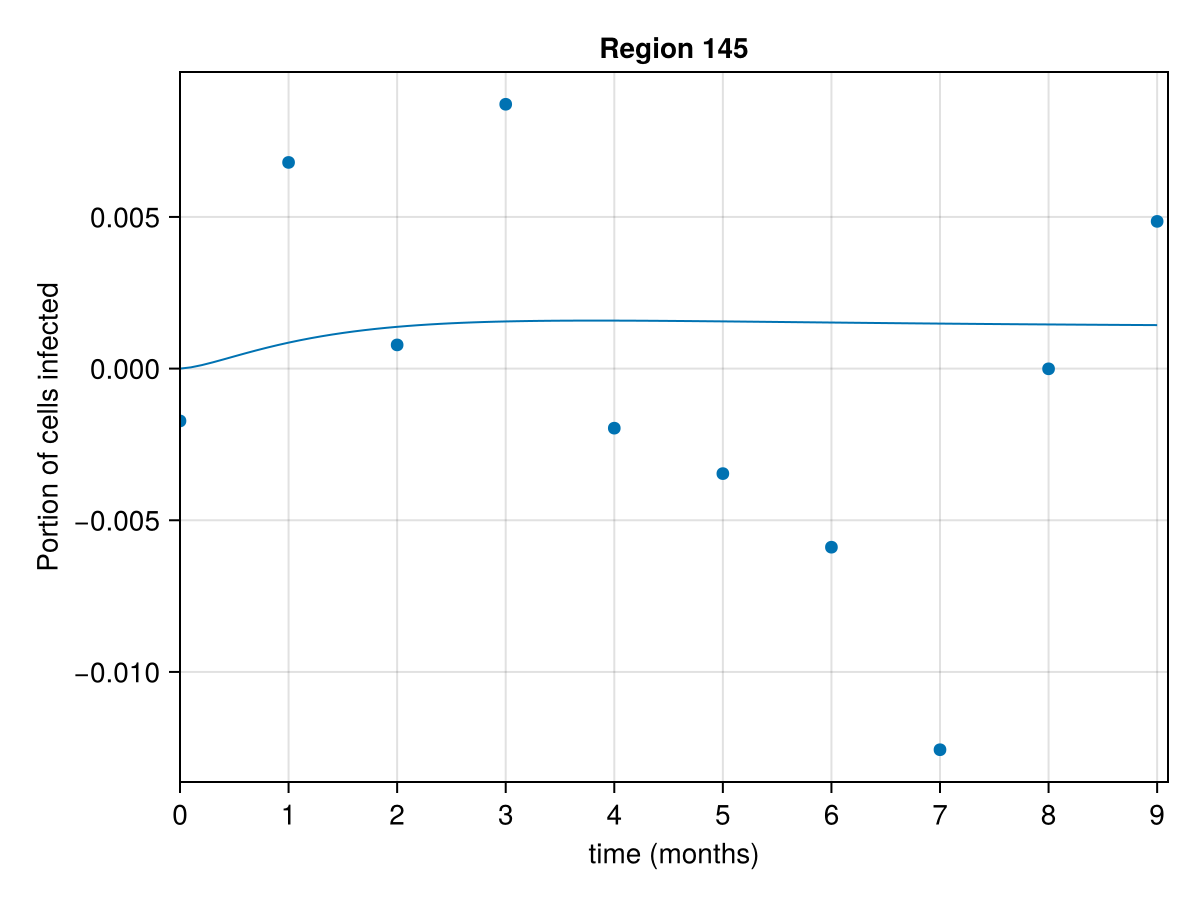 Region 145
Portion of cells infected
0.005
0.000
−0.005
−0.010
0 1 2 3 4 5 6 7 8 9
time (months)